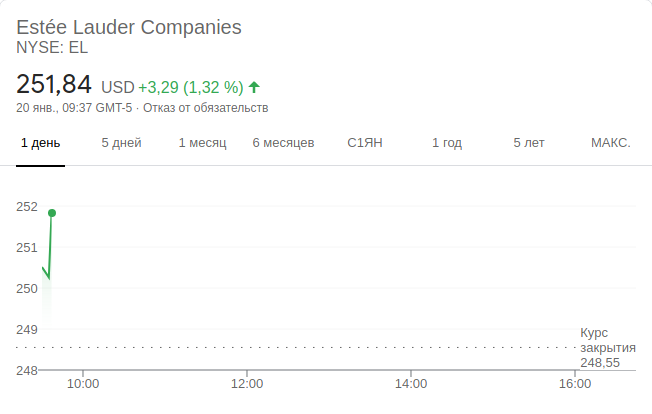 Estée Lauder Companies
NYSE: EL
251,84 USD +3,29 (1,32 %)
20 янв., 09:37 GMT-5 · Отказ от обязательств
1 день 5 дней 1 месяц 6 месяцев С1ЯН 1 год 5 лет МАКС.
252
251
250
249
Курс
закрытия
248,55
248
10:00 12:00 14:00 16:00